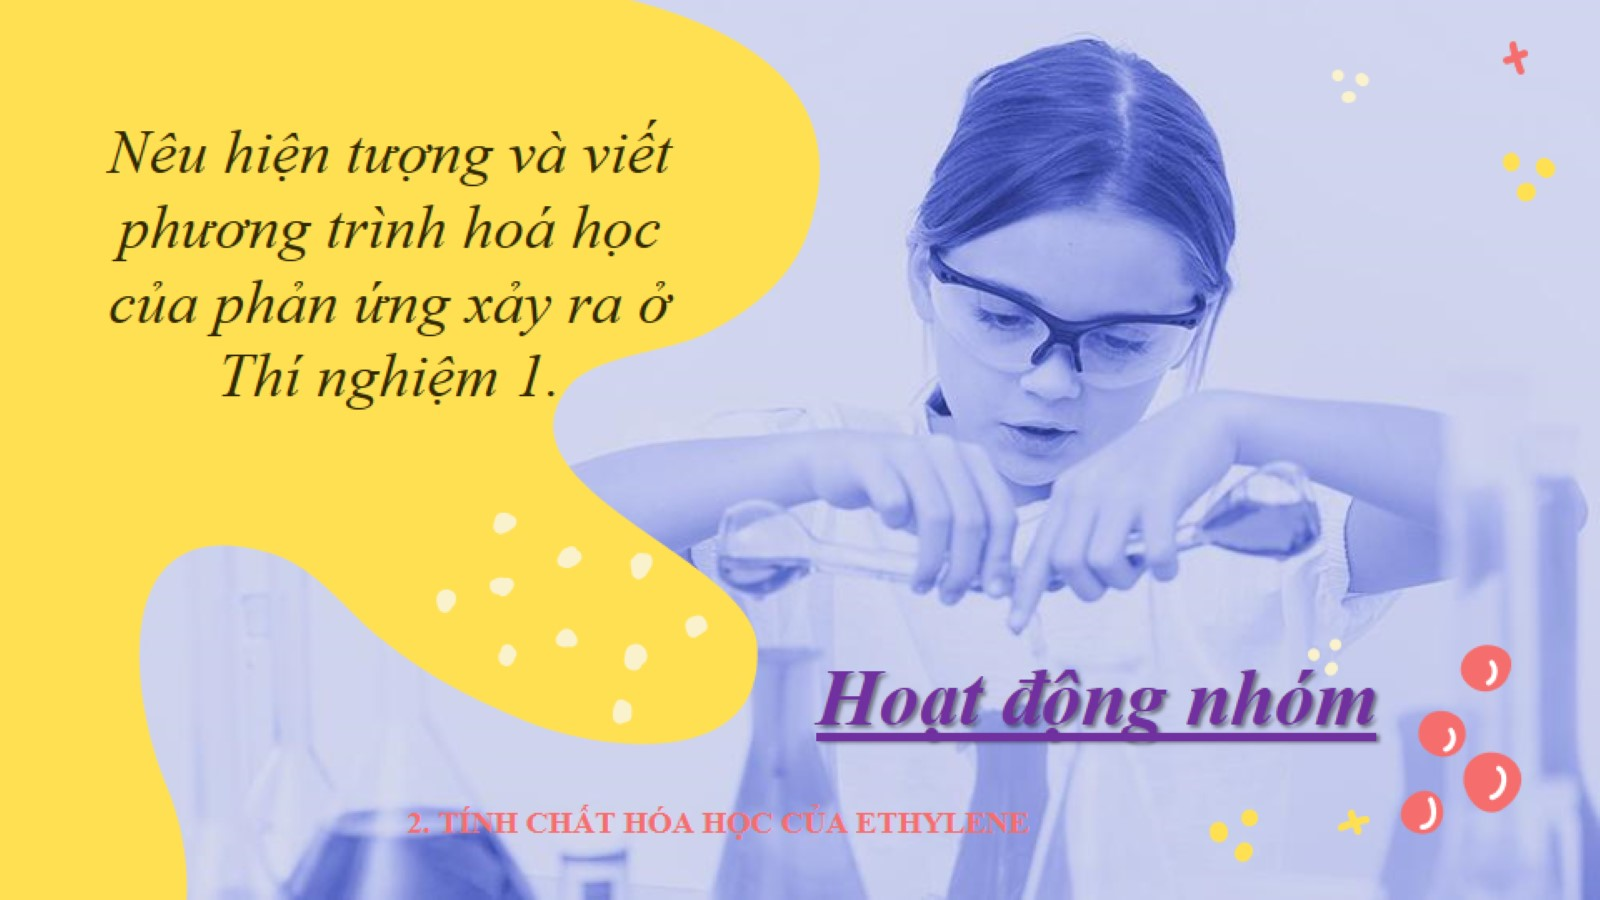 Nêu hiện tượng và viết
phương trình hoá học
của phản ứng xảy ra ở
Thí nghiệm 1.
Hoạt động nhóm
2. TÍNH CHẤT HÓA HỌC CỦA ETHYLENE